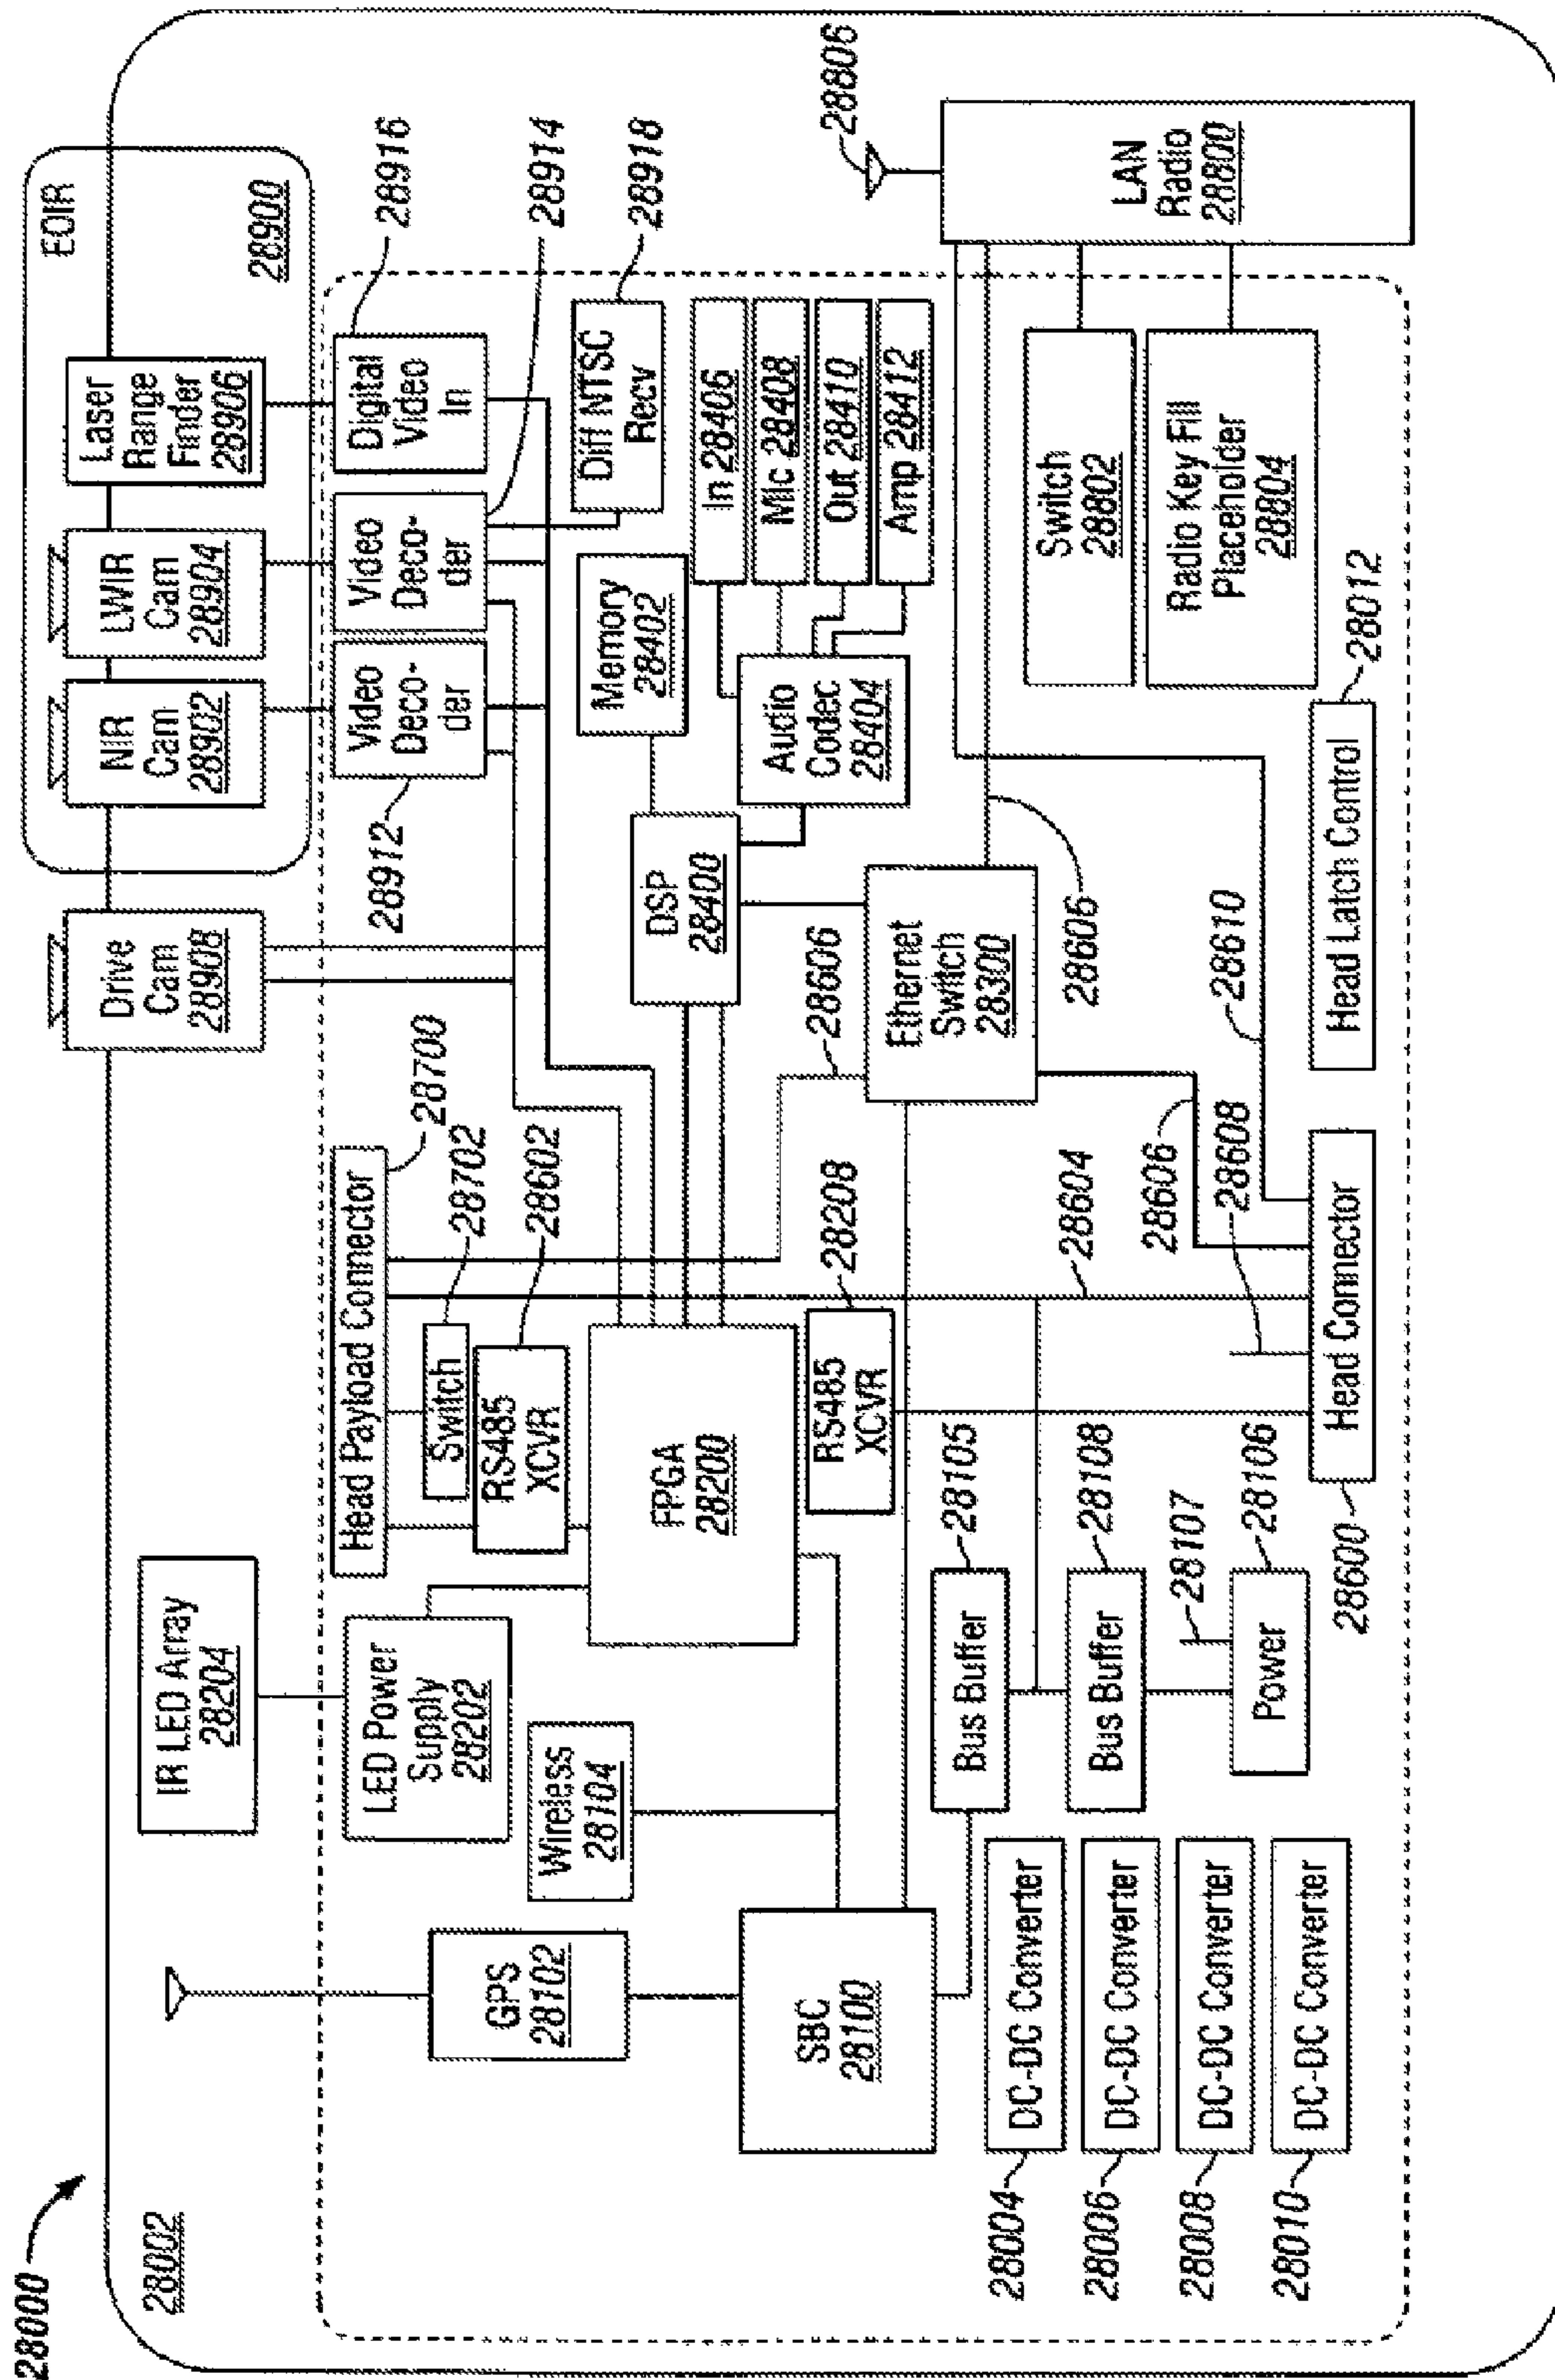 28000
28002
IR LED Array
28204
Drive
Cam
28908
NIR
Cam
28902
LWIR
Cam
28904
Laser
Range
Finder
28906
EOIR
28900
GPS
28102
LED Power
Supply
28202
Wireless
28104
Head Payload Connector
28700
Switch
28702
RS485
XCVR
28602
FPGA
28200
28912
Video
Deco-
der
Video
Deco-
der
Digital
Video
In
28916
28914
Diff NTSC
Recv
28918
Memory
28402
DSP
28400
Audio
Codec
28404
In 28406
Mic 28408
Out 28410
Amp 28412
28806
LAN
Radio
28800
SBC
28100
RS485
XCVR
28208
28606
Ethernet
Switch
28300
28606
Switch
28802
Radio Key Fill
Placeholder
28804
Bus Buffer
28105
Bus Buffer
28108
28107
Power
28106
28604
28606
28608
28610
28004
DC-DC Converter
28006
DC-DC Converter
28008
DC-DC Converter
28010
DC-DC Converter
28600
Head Connector
Head Latch Control
28012